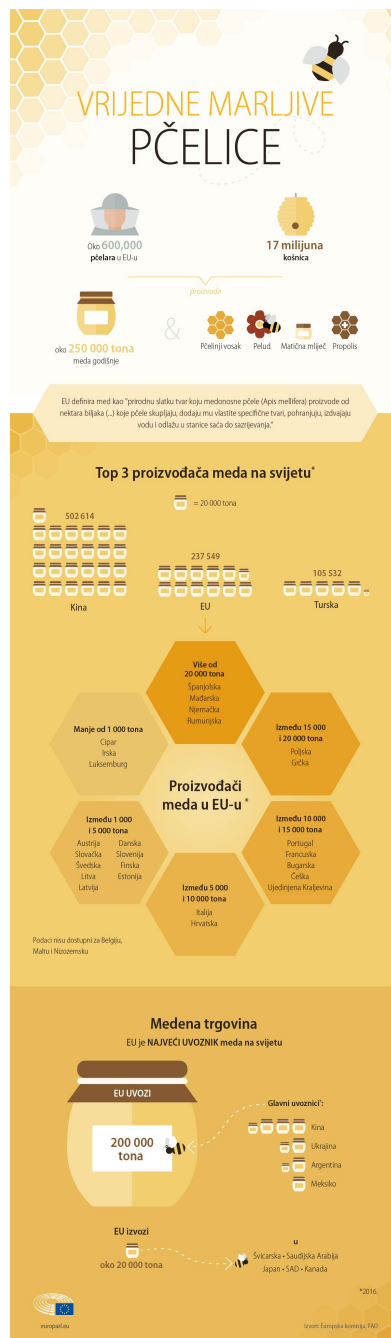 VRIJEDNE MARLJIVE
PČELICE
Oko 600,000
pčelara u EU-u
17 milijuna
košnica
proizvode
oko 250 000 tona
meda godišnje
&
Pčelinji vosak
Pelud
Matična mliječ
Propolis
EU definira med kao "prirodnu slatku tvar koju medonosne pčele (Apis mellifera) proizvode od
nektara biljaka (...) koje pčele skupljaju, dodaju mu vlastite specifične tvari, pohranjuju, izdvajaju
vodu i odlažu u stanice saća do sazrijevanja."
Top 3 proizvođača meda na svijetu*
= 20 000 tona
502 614
Kina
237 549
EU
105 532
Turska
Više od
20 000 tona
Španjolska
Mađarska
Njemačka
Rumunjska
Između 15 000
i 20 000 tona
Poljska
Grčka
Između 10 000
i 15 000 tona
Portugal
Francuska
Bugarska
Češka
Ujedinjena Kraljevina
Između 5 000
i 10 000 tona
Italija
Hrvatska
Između 1 000
i 5 000 tona
Austrija Danska
Slovačka Slovenija
Švedska Finska
Litva Estonija
Latvija
Manje od 1 000 tona
Cipar
Irska
Luksemburg
Proizvođači
meda u EU-u *
Podaci nisu dostupni za Belgiju,
Maltu i Nizozemsku
Medena trgovina
EU je NAJVEĆI UVOZNIK meda na svijetu
EU UVOZI
200 000
tona
Glavni uvoznici*:
Kina
Ukrajina
Argentina
Meksiko
EU izvozi
oko 20 000 tona
u
Švicarska • Saudijska Arabija
Japan • SAD • Kanada
*2016.
europarl.eu
Izvori: Europska komisija, FAO